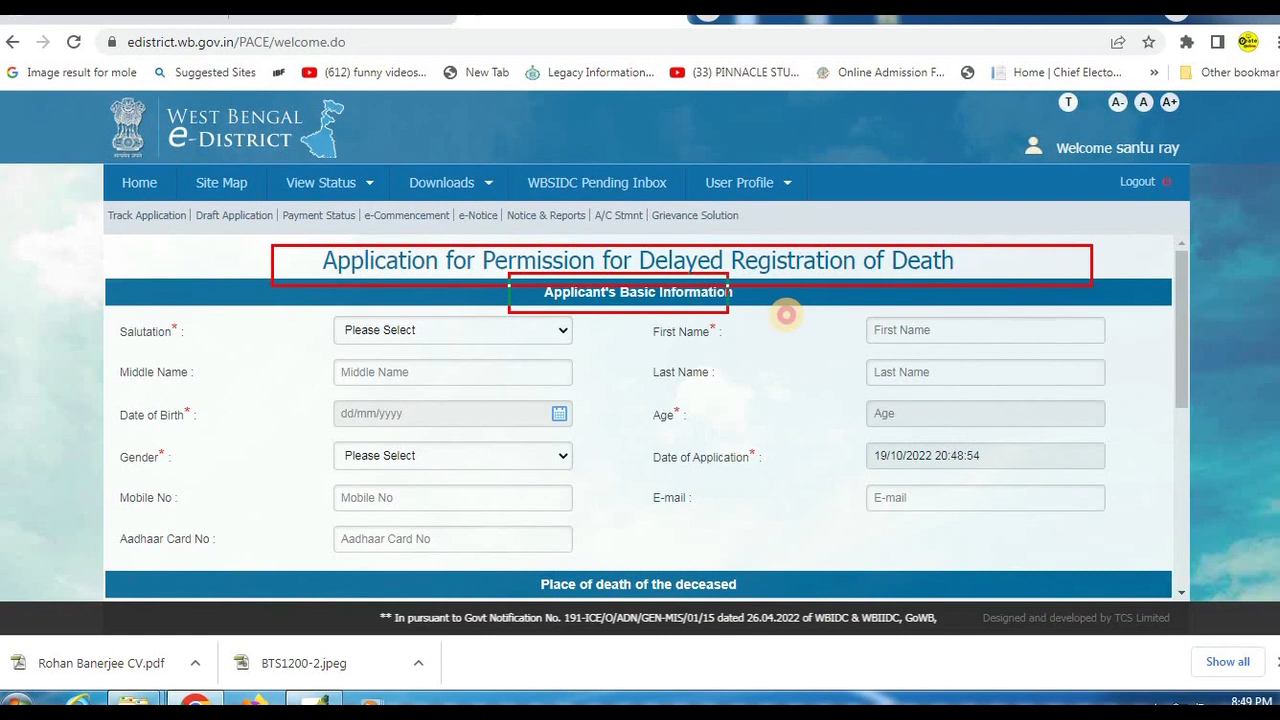 edistrict.wb.gov.in/PACE/welcome.do
Image result for mole Suggested Sites IBF (612) funny videos... New Tab Legacy Information... (33) PINNACLE STU... Online Admission F... Home | Chief Electo... » Other bookmar
WEST BENGAL
e-DISTRICT
T A- A A+
Welcome santu ray
Home Site Map View Status Downloads WBSIDC Pending Inbox User Profile Logout
Track Application | Draft Application | Payment Status | e-Commencement | e-Notice | Notice & Reports | A/C Stmnt | Grievance Solution
Application for Permission for Delayed Registration of Death
Applicant's Basic Information
Salutation* : Please Select First Name* : First Name
Middle Name : Middle Name Last Name : Last Name
Date of Birth* : dd/mm/yyyy Age* : Age
Gender* : Please Select Date of Application* : 19/10/2022 20:48:54
Mobile No : Mobile No E-mail : E-mail
Aadhaar Card No : Aadhaar Card No
Place of death of the deceased
** In pursuant to Govt Notification No. 191-ICE/O/ADN/GEN-MIS/01/15 dated 26.04.2022 of WBIDC & WBIIDC, GoWB, Designed and developed by TCS Limited
Rohan Banerjee CV.pdf BTS1200-2.jpeg Show all
8:49 PM